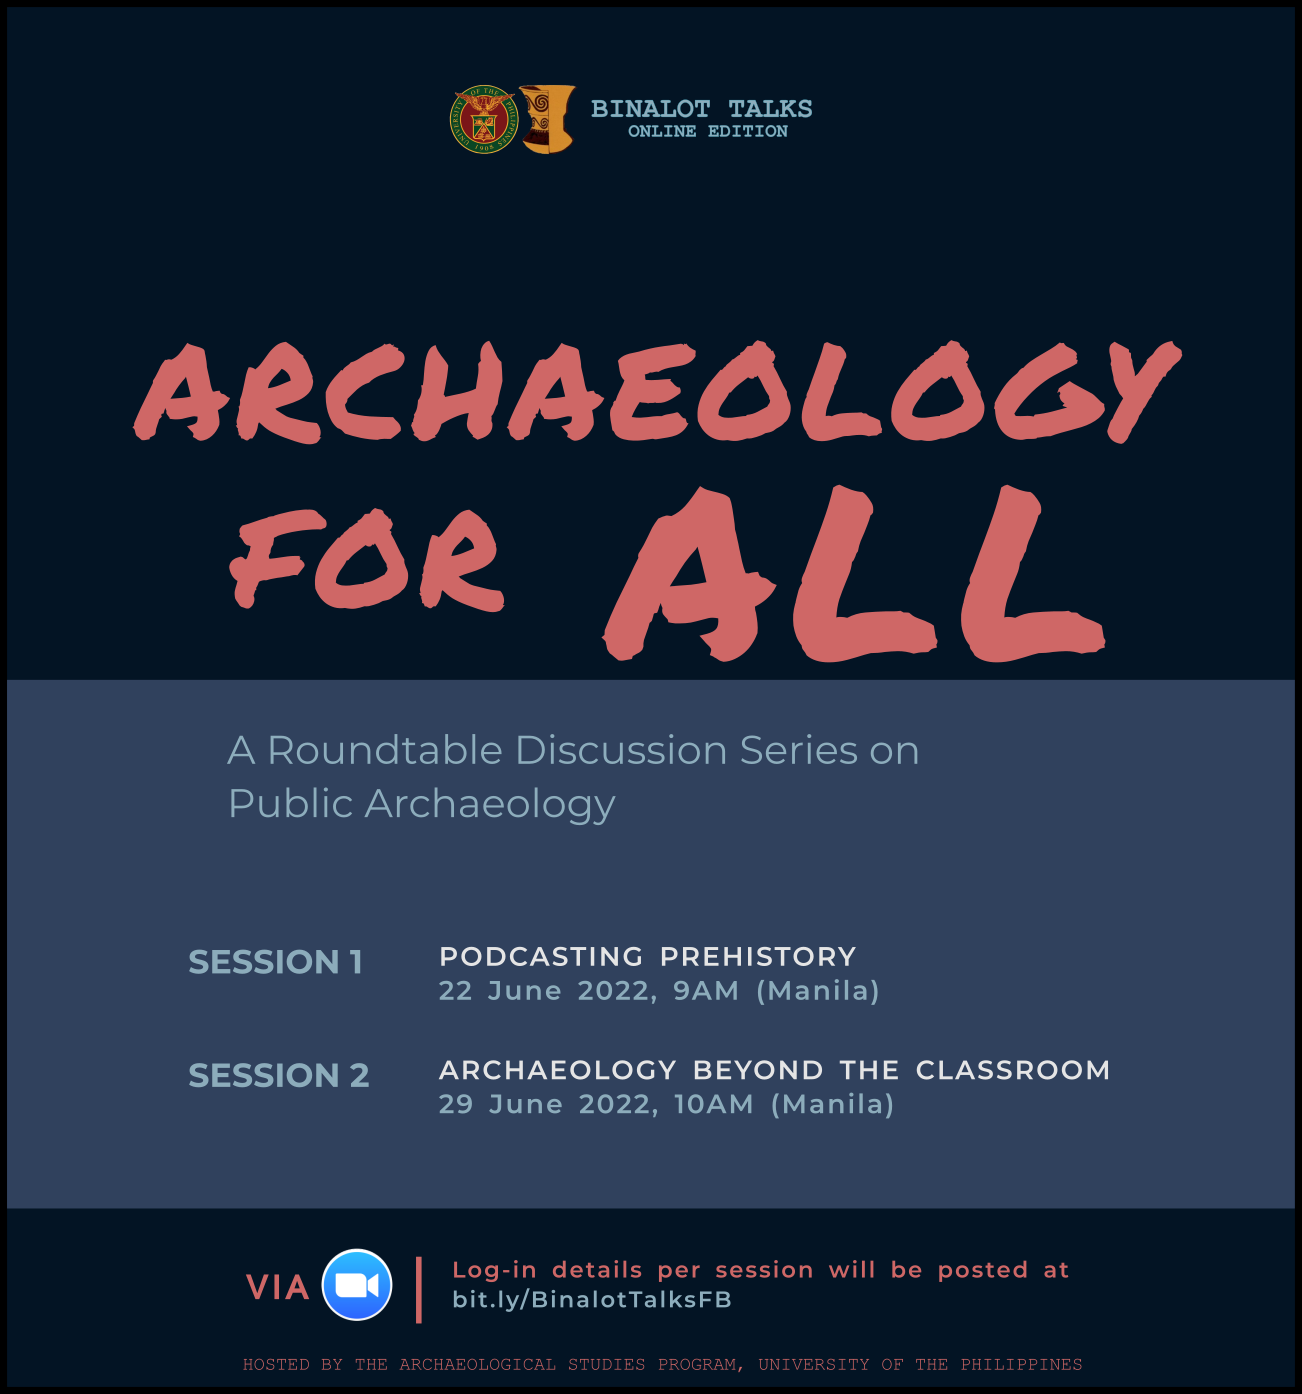 UNIVERSITY OF THE PHILIPPINES
1908
BINALOT TALKS
ONLINE EDITION
ARCHAEOLOGY
FOR ALL
A Roundtable Discussion Series on
Public Archaeology
SESSION 1
PODCASTING PREHISTORY
22 June 2022, 9AM (Manila)
SESSION 2
ARCHAEOLOGY BEYOND THE CLASSROOM
29 June 2022, 10AM (Manila)
VIA
Log-in details per session will be posted at
bit.ly/BinalotTalksFB
HOSTED BY THE ARCHAEOLOGICAL STUDIES PROGRAM, UNIVERSITY OF THE PHILIPPINES